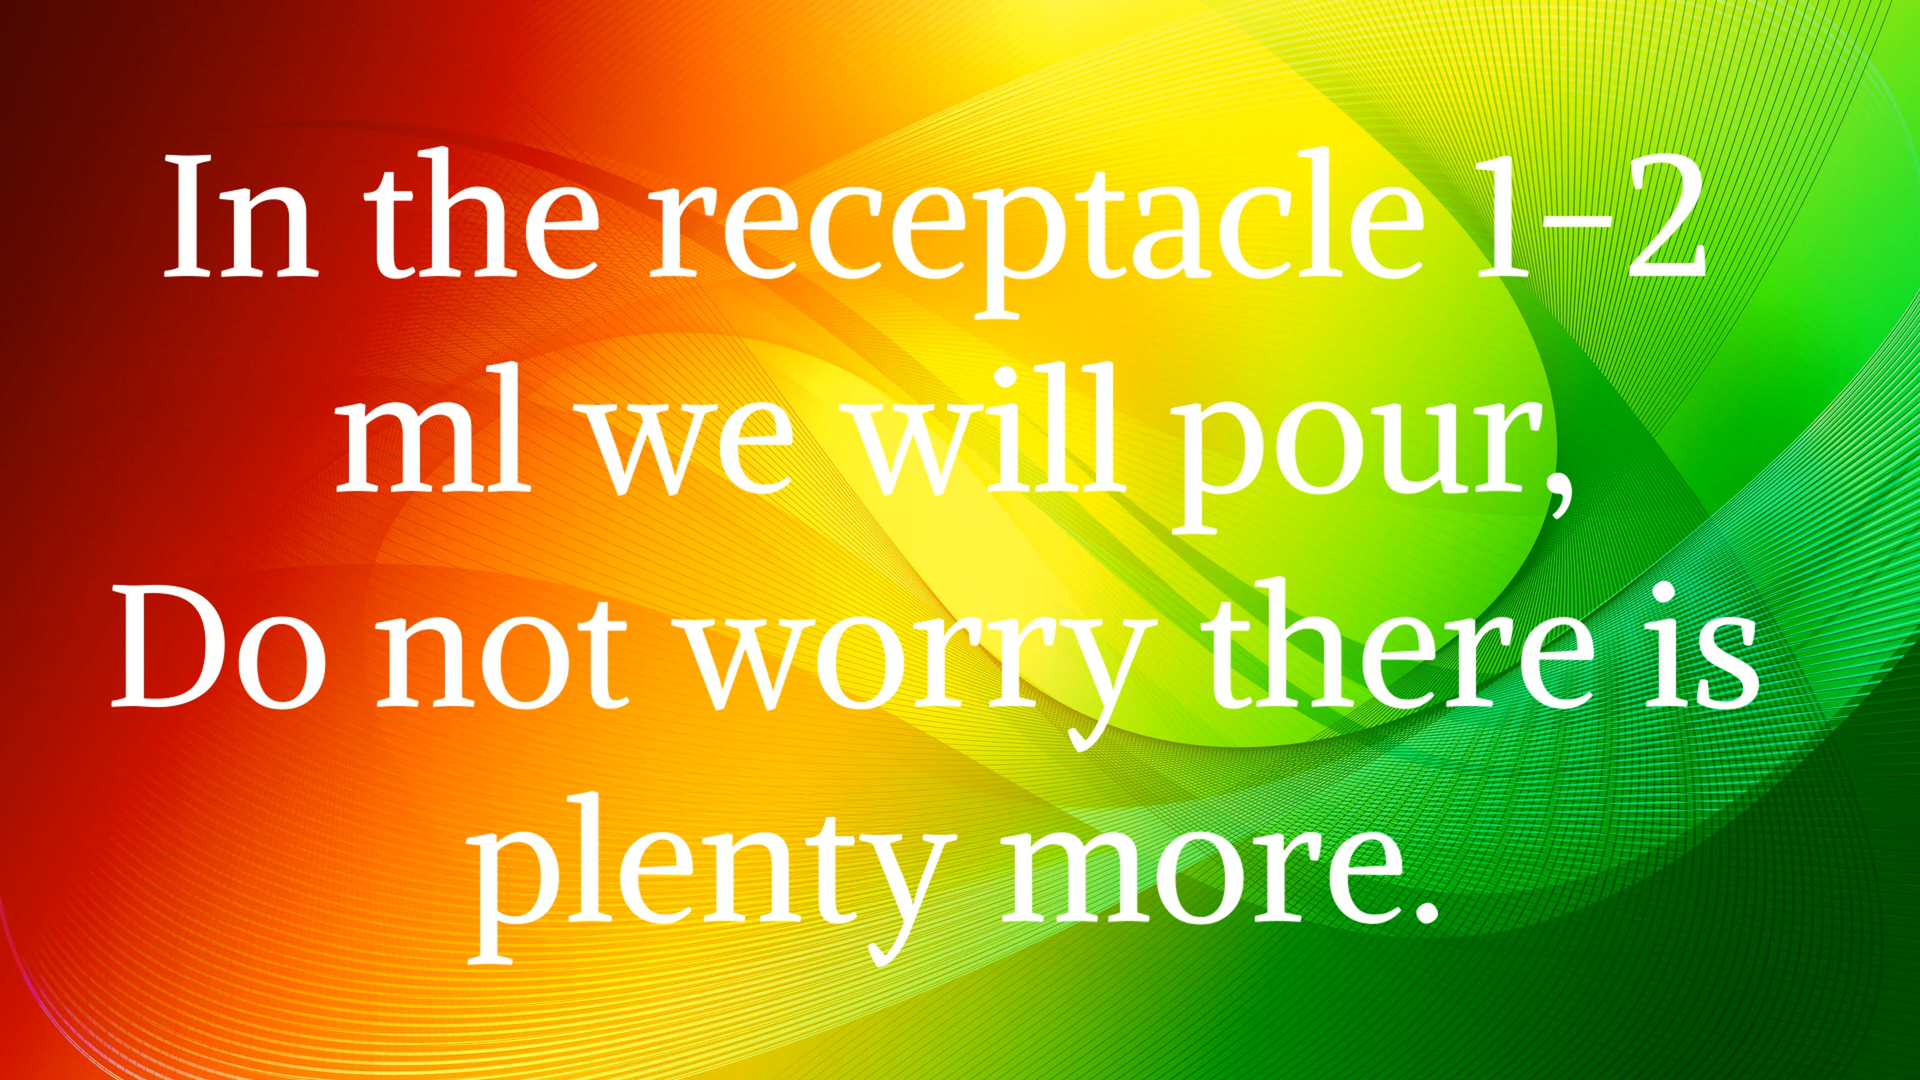 In the receptacle 1–2
ml we will pour,
Do not worry there is
plenty more.